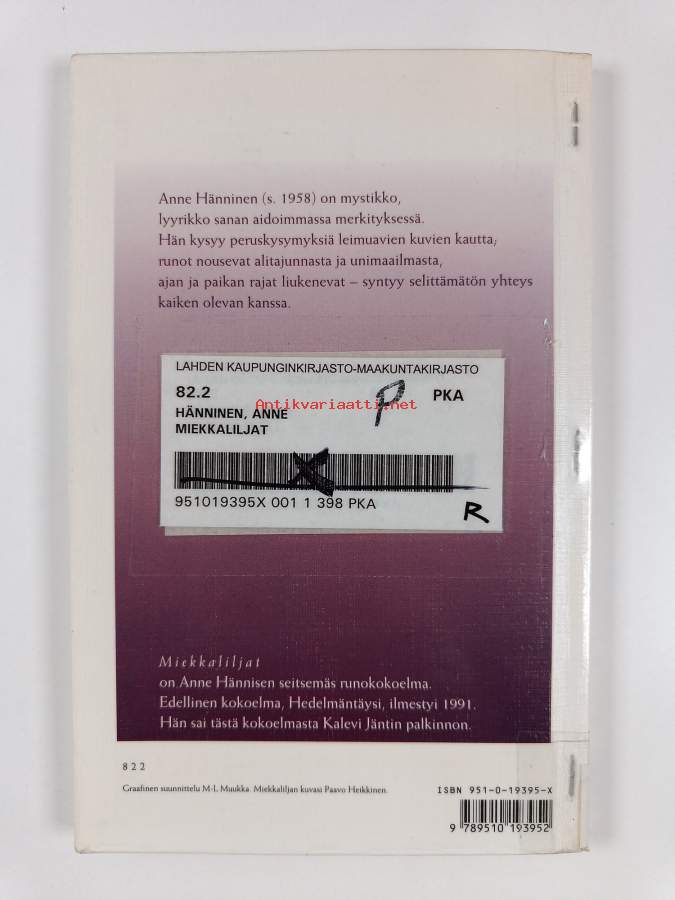 Anne Hänninen (s. 1958) on mystikko,
lyyrikko sanan aidoimmassa merkityksessä.
Hän kysyy peruskysymyksiä leimuavien kuvien kautta;
runot nousevat alitajunnasta ja unimaailmasta,
ajan ja paikan rajat liukenevat – syntyy selittämätön yhteys
kaiken olevan kanssa.
LAHDEN KAUPUNGINKIRJASTO-MAAKUNTAKIRJASTO
82.2 P PKA
Antikvariaatti.net
HÄNNINEN, ANNE
MIEKKALILJAT
951019395X 001 1 398 PKA
R
Miekkaliljat
on Anne Hännisen seitsemäs runokokoelma.
Edellinen kokoelma, Hedelmäntäysi, ilmestyi 1991.
Hän sai tästä kokoelmasta Kalevi Jäntin palkinnon.
822
Graafinen suunnittelu M-L Muukka. Miekkaliljan kuvasi Paavo Heikkinen.
ISBN 951-0-19395-X
9 789510 193952